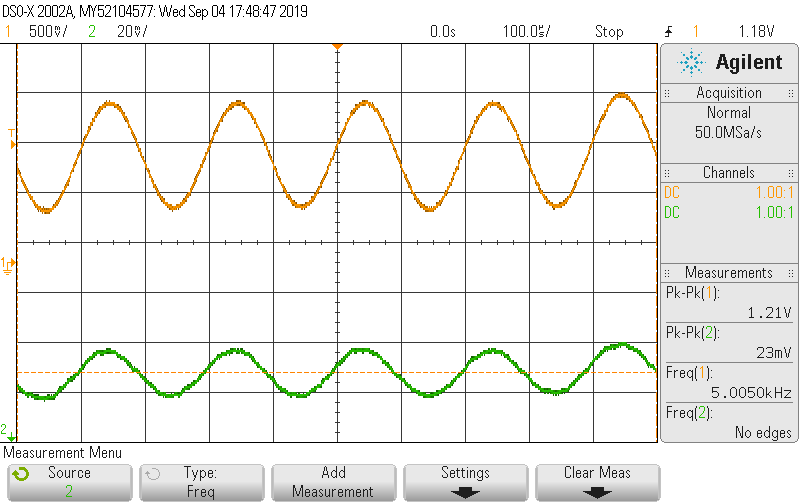 DSO-X 2002A, MY52104577: Wed Sep 04 17:48:47 2019
1 500mV/ 2 20mV/ 0.0s 100.0us/ Stop 1 1.18V
Agilent
Acquisition
Normal
50.0MSa/s
Channels
DC 1.00:1
DC 1.00:1
Measurements
Pk-Pk(1):
1.21V
Pk-Pk(2):
23mV
Freq(1):
5.0050kHz
Freq(2):
No edges
T
1
2
Measurement Menu
Source
2
Type:
Freq
Add
Measurement
Settings
Clear Meas